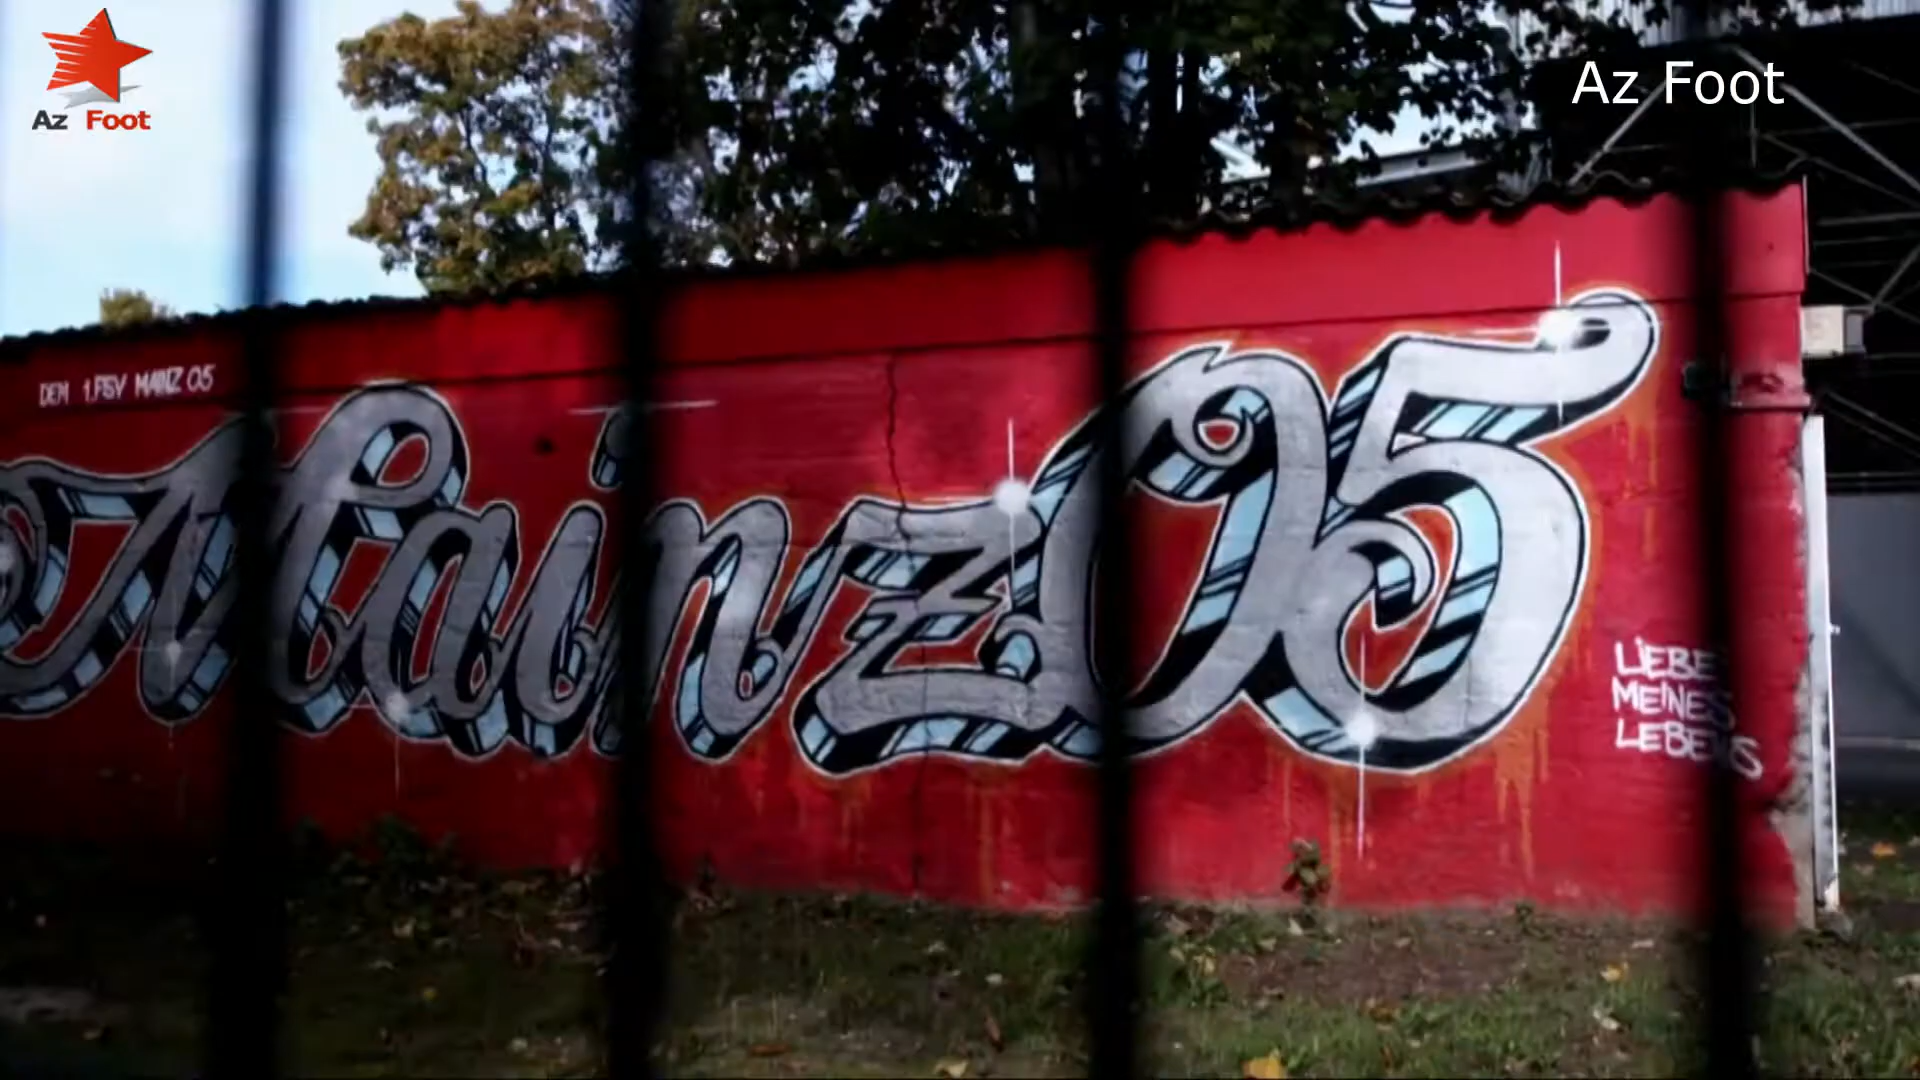 Az Foot
Az Foot
DEM 1.FSV MAINZ 05
Mainz 05
LIEBE
MEINES
LEBENS